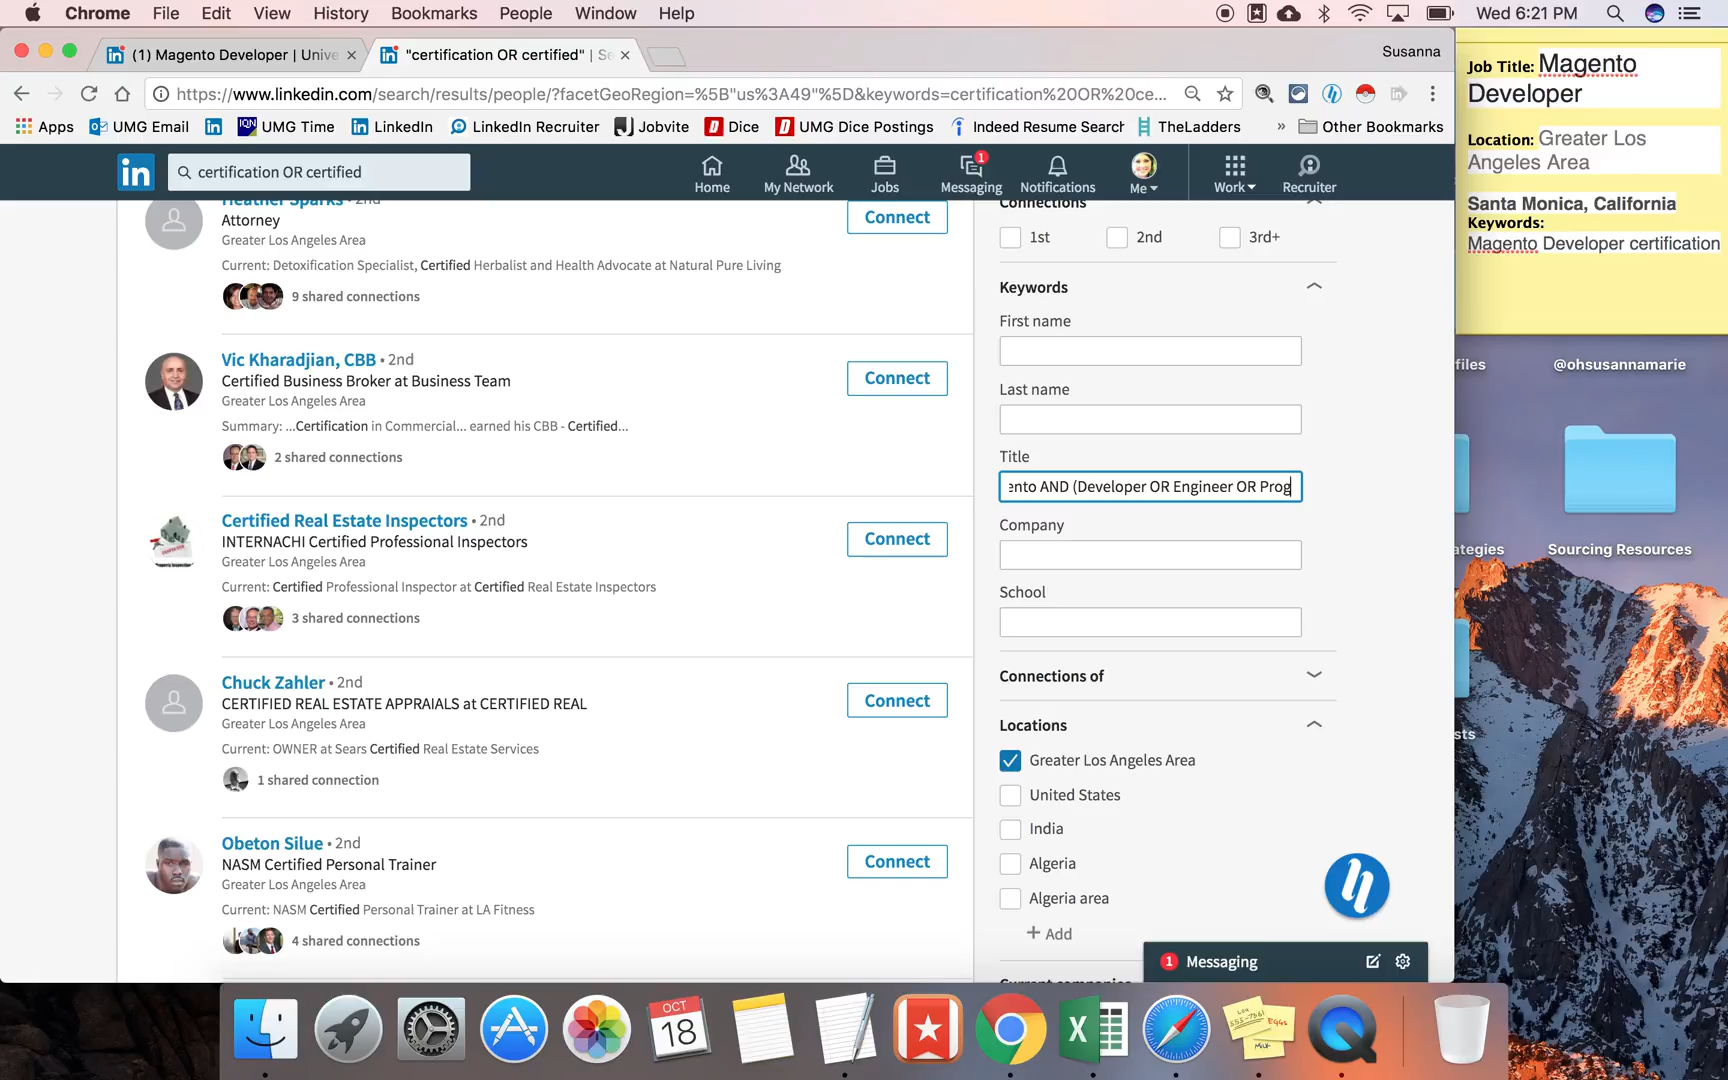 Chrome File Edit View History Bookmarks People Window Help
Wed 6:21 PM
(1) Magento Developer | Unive
"certification OR certified" | Se
Susanna
https://www.linkedin.com/search/results/people/?facetGeoRegion=%5B"us%3A49"%5D&keywords=certification%20OR%20ce...
Apps UMG Email UMG Time LinkedIn LinkedIn Recruiter Jobvite Dice UMG Dice Postings Indeed Resume Search TheLadders » Other Bookmarks
in certification OR certified
Home My Network Jobs Messaging 1 Notifications Me Work Recruiter
Heather Sparks • 2nd
Attorney
Greater Los Angeles Area
Current: Detoxification Specialist, Certified Herbalist and Health Advocate at Natural Pure Living
9 shared connections
Connect
Vic Kharadjian, CBB • 2nd
Certified Business Broker at Business Team
Greater Los Angeles Area
Summary: ...Certification in Commercial... earned his CBB - Certified...
2 shared connections
Connect
Certified Real Estate Inspectors • 2nd
INTERNACHI Certified Professional Inspectors
Greater Los Angeles Area
Current: Certified Professional Inspector at Certified Real Estate Inspectors
3 shared connections
Connect
Chuck Zahler • 2nd
CERTIFIED REAL ESTATE APPRAIALS at CERTIFIED REAL
Greater Los Angeles Area
Current: OWNER at Sears Certified Real Estate Services
1 shared connection
Connect
Obeton Silue • 2nd
NASM Certified Personal Trainer
Greater Los Angeles Area
Current: NASM Certified Personal Trainer at LA Fitness
4 shared connections
Connect
Connections
1st 2nd 3rd+
Keywords
First name
Last name
Title
ento AND (Developer OR Engineer OR Prog
Company
School
Connections of
Locations
Greater Los Angeles Area
United States
India
Algeria
Algeria area
+ Add
1 Messaging
Job Title: Magento
Developer
Location: Greater Los
Angeles Area
Santa Monica, California
Keywords:
Magento Developer certification
files
@ohsusannamarie
ategies
Sourcing Resources
sts
OCT
18